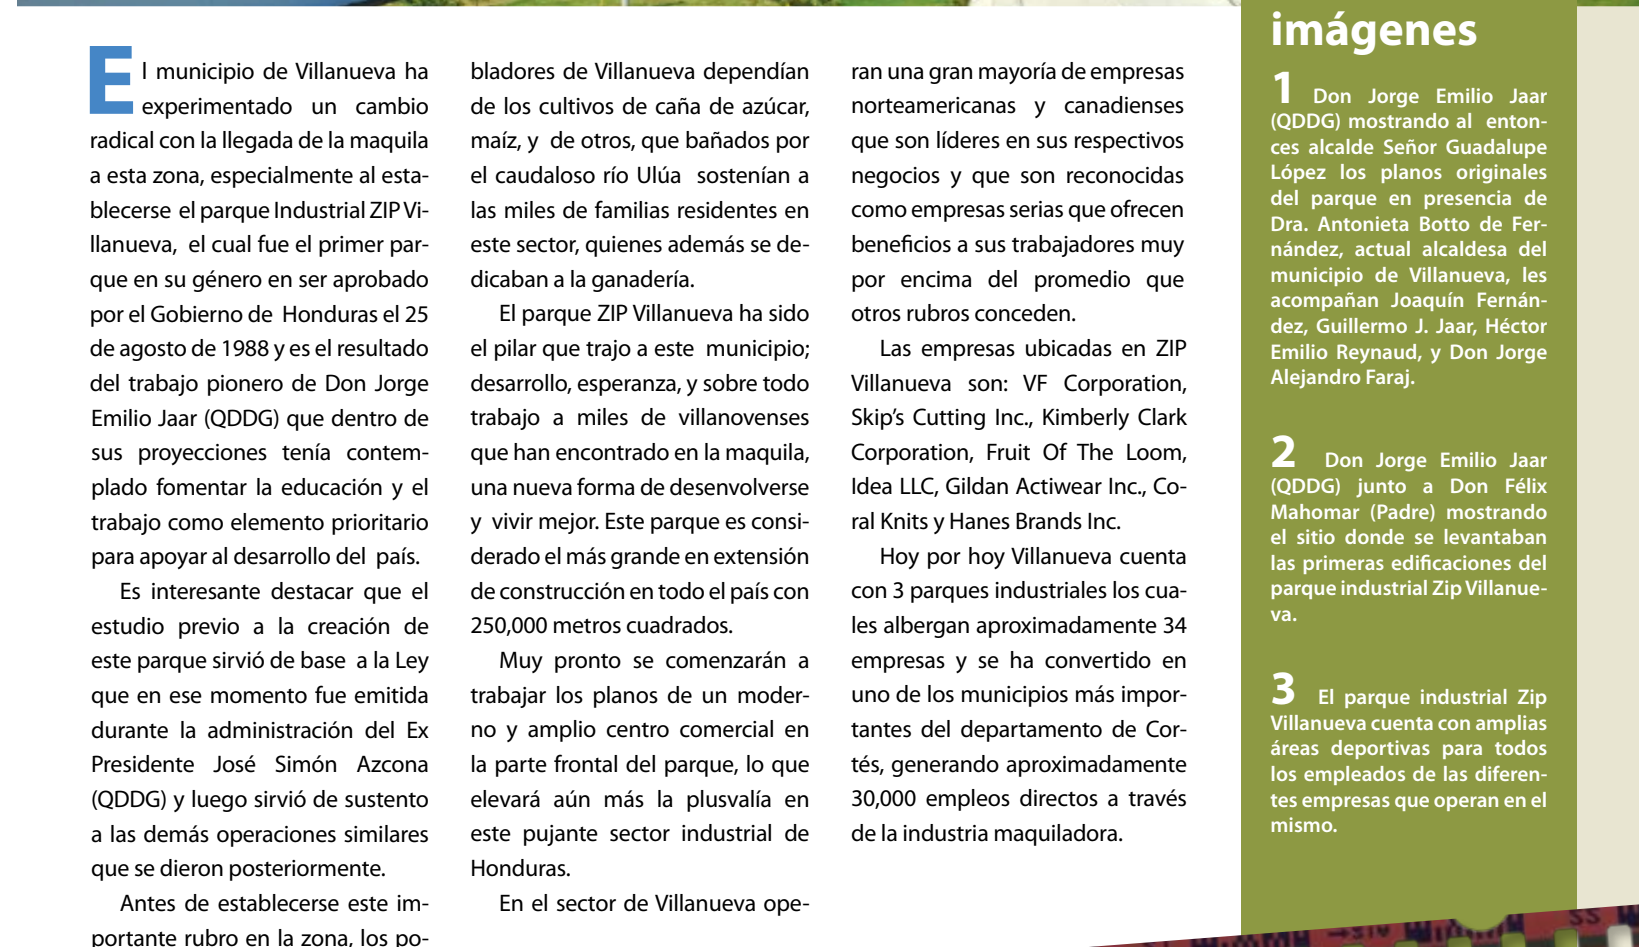 El municipio de Villanueva ha
experimentado un cambio
radical con la llegada de la maquila
a esta zona, especialmente al esta-
blecerse el parque Industrial ZIP Vi-
llanueva, el cual fue el primer par-
que en su género en ser aprobado
por el Gobierno de Honduras el 25
de agosto de 1988 y es el resultado
del trabajo pionero de Don Jorge
Emilio Jaar (QDDG) que dentro de
sus proyecciones tenía contem-
plado fomentar la educación y el
trabajo como elemento prioritario
para apoyar al desarrollo del país.
Es interesante destacar que el
estudio previo a la creación de
este parque sirvió de base a la Ley
que en ese momento fue emitida
durante la administración del Ex
Presidente José Simón Azcona
(QDDG) y luego sirvió de sustento
a las demás operaciones similares
que se dieron posteriormente.
Antes de establecerse este im-
portante rubro en la zona, los po-
bladores de Villanueva dependían
de los cultivos de caña de azúcar,
maíz, y de otros, que bañados por
el caudaloso río Ulúa sostenían a
las miles de familias residentes en
este sector, quienes además se de-
dicaban a la ganadería.
El parque ZIP Villanueva ha sido
el pilar que trajo a este municipio;
desarrollo, esperanza, y sobre todo
trabajo a miles de villanovenses
que han encontrado en la maquila,
una nueva forma de desenvolverse
y vivir mejor. Este parque es consi-
derado el más grande en extensión
de construcción en todo el país con
250,000 metros cuadrados.
Muy pronto se comenzarán a
trabajar los planos de un moder-
no y amplio centro comercial en
la parte frontal del parque, lo que
elevará aún más la plusvalía en
este pujante sector industrial de
Honduras.
En el sector de Villanueva ope-
ran una gran mayoría de empresas
norteamericanas y canadienses
que son líderes en sus respectivos
negocios y que son reconocidas
como empresas serias que ofrecen
beneficios a sus trabajadores muy
por encima del promedio que
otros rubros conceden.
Las empresas ubicadas en ZIP
Villanueva son: VF Corporation,
Skip's Cutting Inc., Kimberly Clark
Corporation, Fruit Of The Loom,
Idea LLC, Gildan Actiwear Inc., Co-
ral Knits y Hanes Brands Inc.
Hoy por hoy Villanueva cuenta
con 3 parques industriales los cua-
les albergan aproximadamente 34
empresas y se ha convertido en
uno de los municipios más impor-
tantes del departamento de Cor-
tés, generando aproximadamente
30,000 empleos directos a través
de la industria maquiladora.
imágenes
1 Don Jorge Emilio Jaar
(QDDG) mostrando al enton-
ces alcalde Señor Guadalupe
López los planos originales
del parque en presencia de
Dra. Antonieta Botto de Fer-
nández, actual alcaldesa del
municipio de Villanueva, les
acompañan Joaquín Fernán-
dez, Guillermo J. Jaar, Héctor
Emilio Reynaud, y Don Jorge
Alejandro Faraj.
2 Don Jorge Emilio Jaar
(QDDG) junto a Don Félix
Mahomar (Padre) mostrando
el sitio donde se levantaban
las primeras edificaciones del
parque industrial Zip Villanue-
va.
3 El parque industrial Zip
Villanueva cuenta con amplias
áreas deportivas para todos
los empleados de las diferen-
tes empresas que operan en el
mismo.